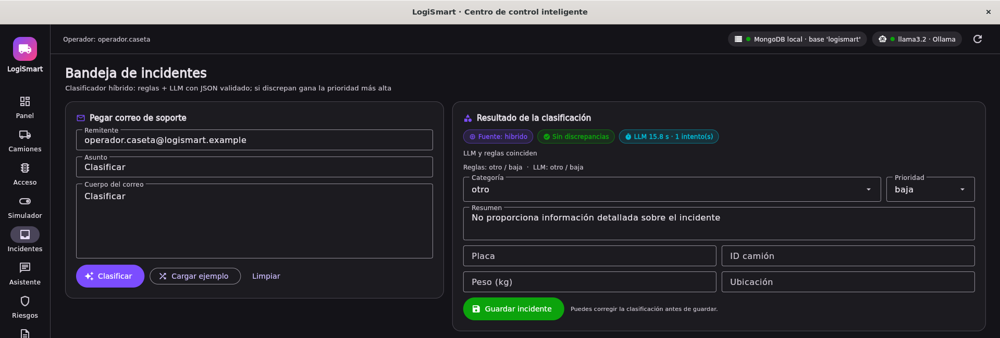 LogiSmart · Centro de control inteligente
LogiSmart
Panel
Camiones
Acceso
Simulador
Incidentes
Asistente
Riesgos
Operador: operador.caseta
MongoDB local · base 'logismart'
llama3.2 · Ollama
Bandeja de incidentes
Clasificador híbrido: reglas + LLM con JSON validado; si discrepan gana la prioridad más alta
Pegar correo de soporte
Remitente
operador.caseta@logismart.example
Asunto
Clasificar
Cuerpo del correo
Clasificar
Clasificar
Cargar ejemplo
Limpiar
Resultado de la clasificación
Fuente: hibrido
Sin discrepancias
LLM 15.8 s · 1 intento(s)
LLM y reglas coinciden
Reglas: otro / baja · LLM: otro / baja
Categoría
otro
Prioridad
baja
Resumen
No proporciona información detallada sobre el incidente
Placa
ID camión
Peso (kg)
Ubicación
Guardar incidente
Puedes corregir la clasificación antes de guardar.